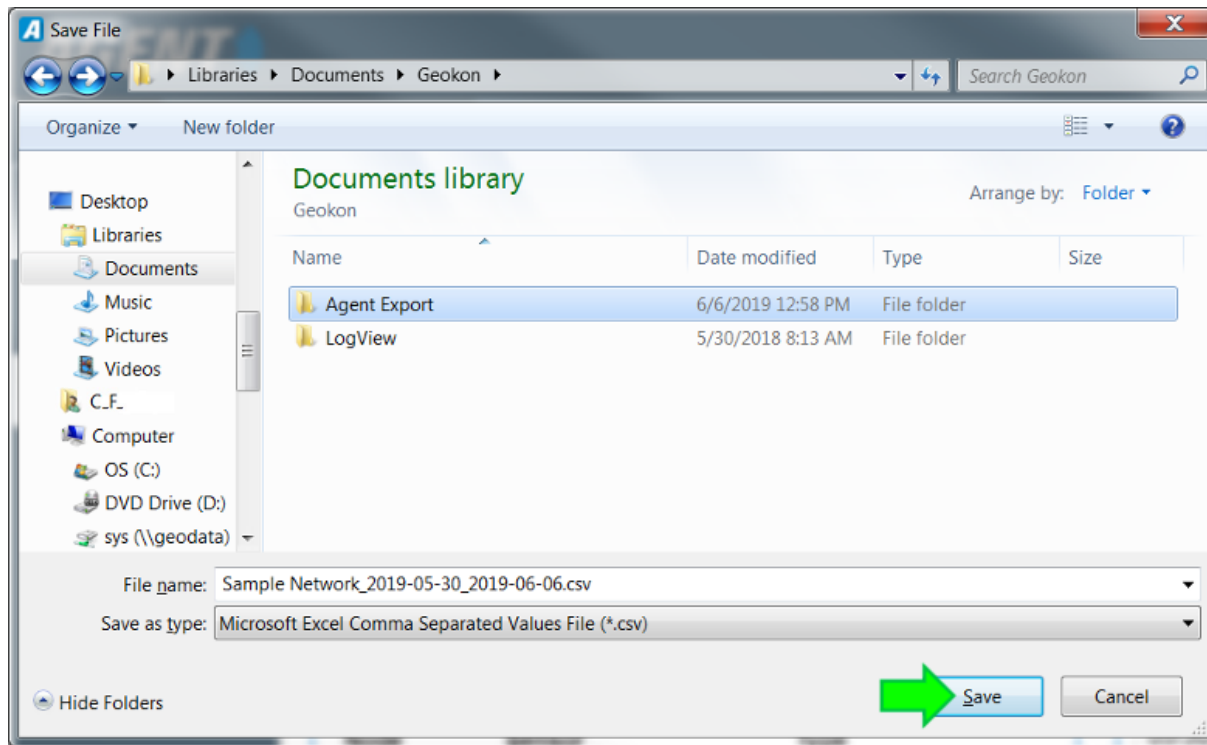 Save File
AGENT
Libraries Documents Geokon
Search Geokon
Organize New folder
Documents library
Geokon
Arrange by: Folder
Name Date modified Type Size
Agent Export 6/6/2019 12:58 PM File folder
LogView 5/30/2018 8:13 AM File folder
Desktop
Libraries
Documents
Music
Pictures
Videos
C_F_
Computer
OS (C:)
DVD Drive (D:)
sys (\\geodata)
File name: Sample Network_2019-05-30_2019-06-06.csv
Save as type: Microsoft Excel Comma Separated Values File (*.csv)
Hide Folders
Save Cancel